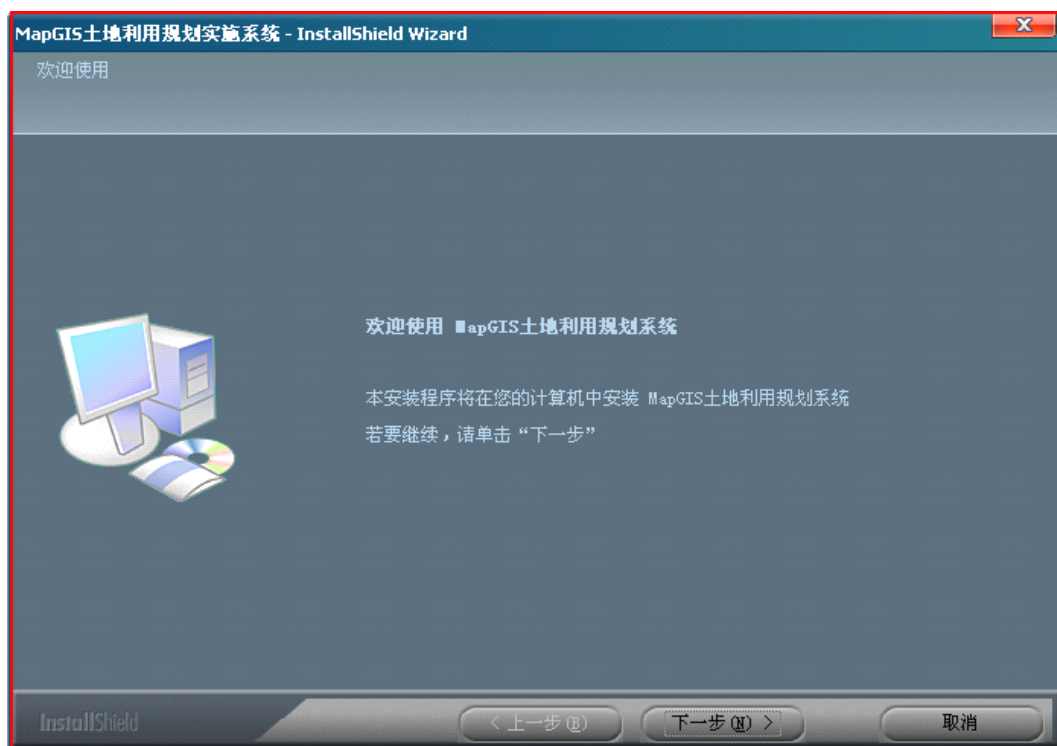 MapGIS土地利用规划实施系统 - InstallShield Wizard
欢迎使用
欢迎使用 MapGIS土地利用规划系统
本安装程序将在您的计算机中安装 MapGIS土地利用规划系统
若要继续，请单击“下一步”
InstallShield
< 上一步(B)
下一步(N) >
取消